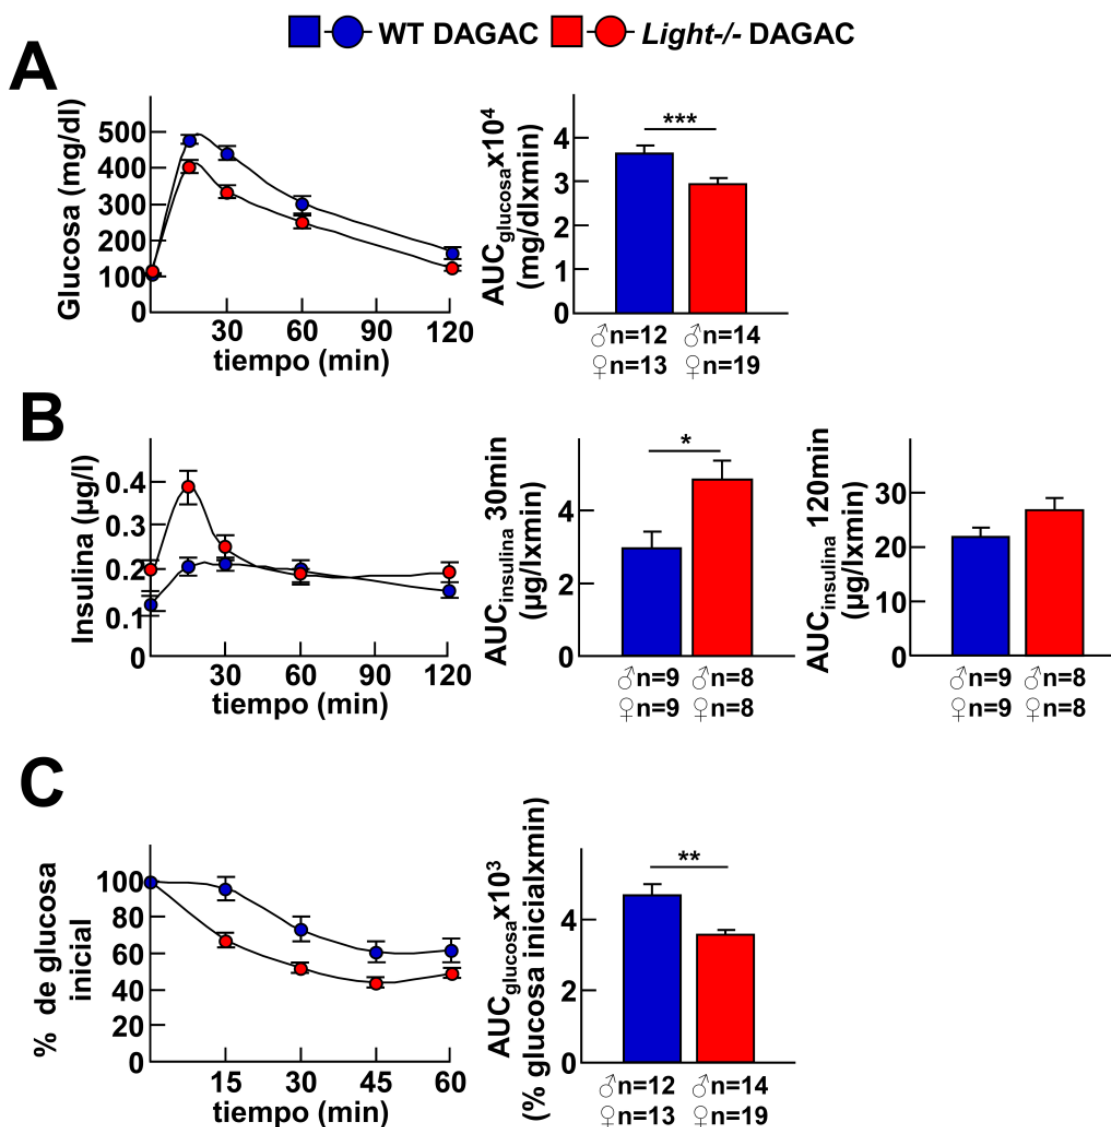 WT DAGAC Light-/- DAGAC
A
Glucosa (mg/dl)
500
400
300
200
100
0
30 60 90 120
tiempo (min)
AUCglucosax10⁴
(mg/dlxmin)
4
3
2
1
0
***
♂n=12 ♂n=14
♀n=13 ♀n=19
B
Insulina (µg/l)
0.4
0.3
0.2
0.1
0 30 60 90 120
tiempo (min)
AUCinsulina 30min
(µg/lxmin)
4
2
0
*
♂n=9 ♂n=8
♀n=9 ♀n=8
AUCinsulina 120min
(µg/lxmin)
30
20
10
0
♂n=9 ♂n=8
♀n=9 ♀n=8
C
% de glucosa
inicial
100
80
60
40
20
0
15 30 45 60
tiempo (min)
AUCglucosax10³
(% glucosa inicialxmin)
4
2
0
**
♂n=12 ♂n=14
♀n=13 ♀n=19